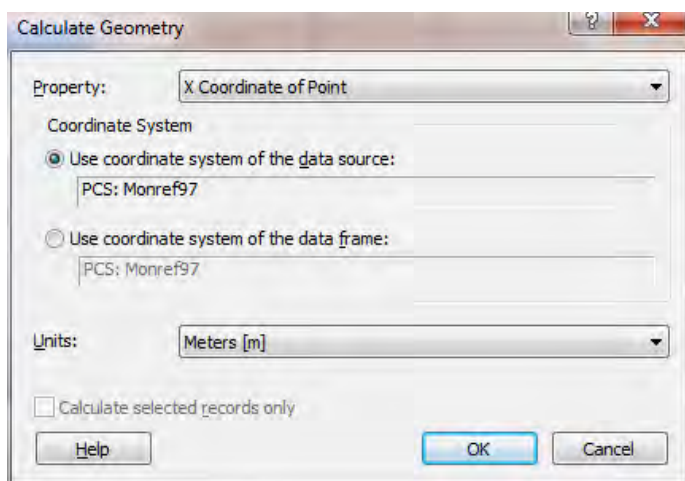 Calculate Geometry
?
X
Property: X Coordinate of Point
Coordinate System
Use coordinate system of the data source:
PCS: Monref97
Use coordinate system of the data frame:
PCS: Monref97
Units: Meters [m]
Calculate selected records only
Help OK Cancel